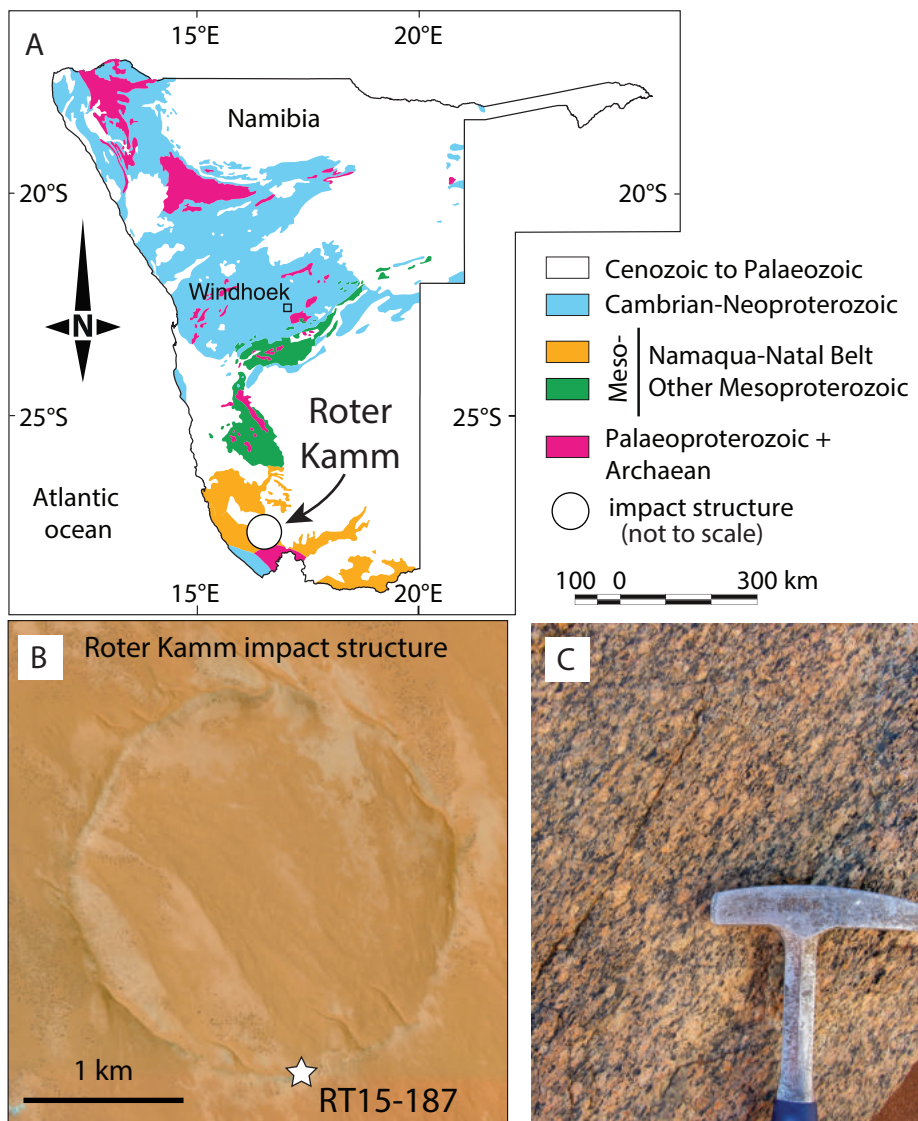 A
15°E
20°E
Namibia
20°S
20°S
Windhoek
N
25°S
25°S
Roter
Kamm
Atlantic
ocean
15°E
20°E
Cenozoic to Palaeozoic
Cambrian-Neoproterozoic
Meso-
Namaqua-Natal Belt
Other Mesoproterozoic
Palaeoproterozoic +
Archaean
impact structure
(not to scale)
100 0 300 km
B
Roter Kamm impact structure
1 km
RT15-187
C